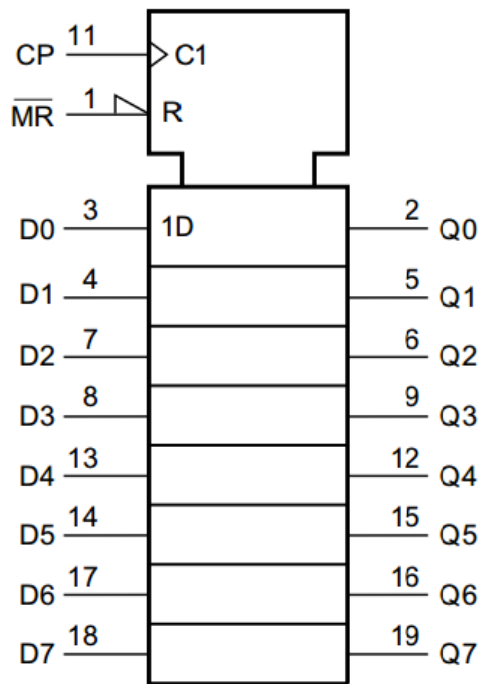 CP 11 C1
M̅R̅ 1 R
D0 3 1D 2 Q0
D1 4 5 Q1
D2 7 6 Q2
D3 8 9 Q3
D4 13 12 Q4
D5 14 15 Q5
D6 17 16 Q6
D7 18 19 Q7